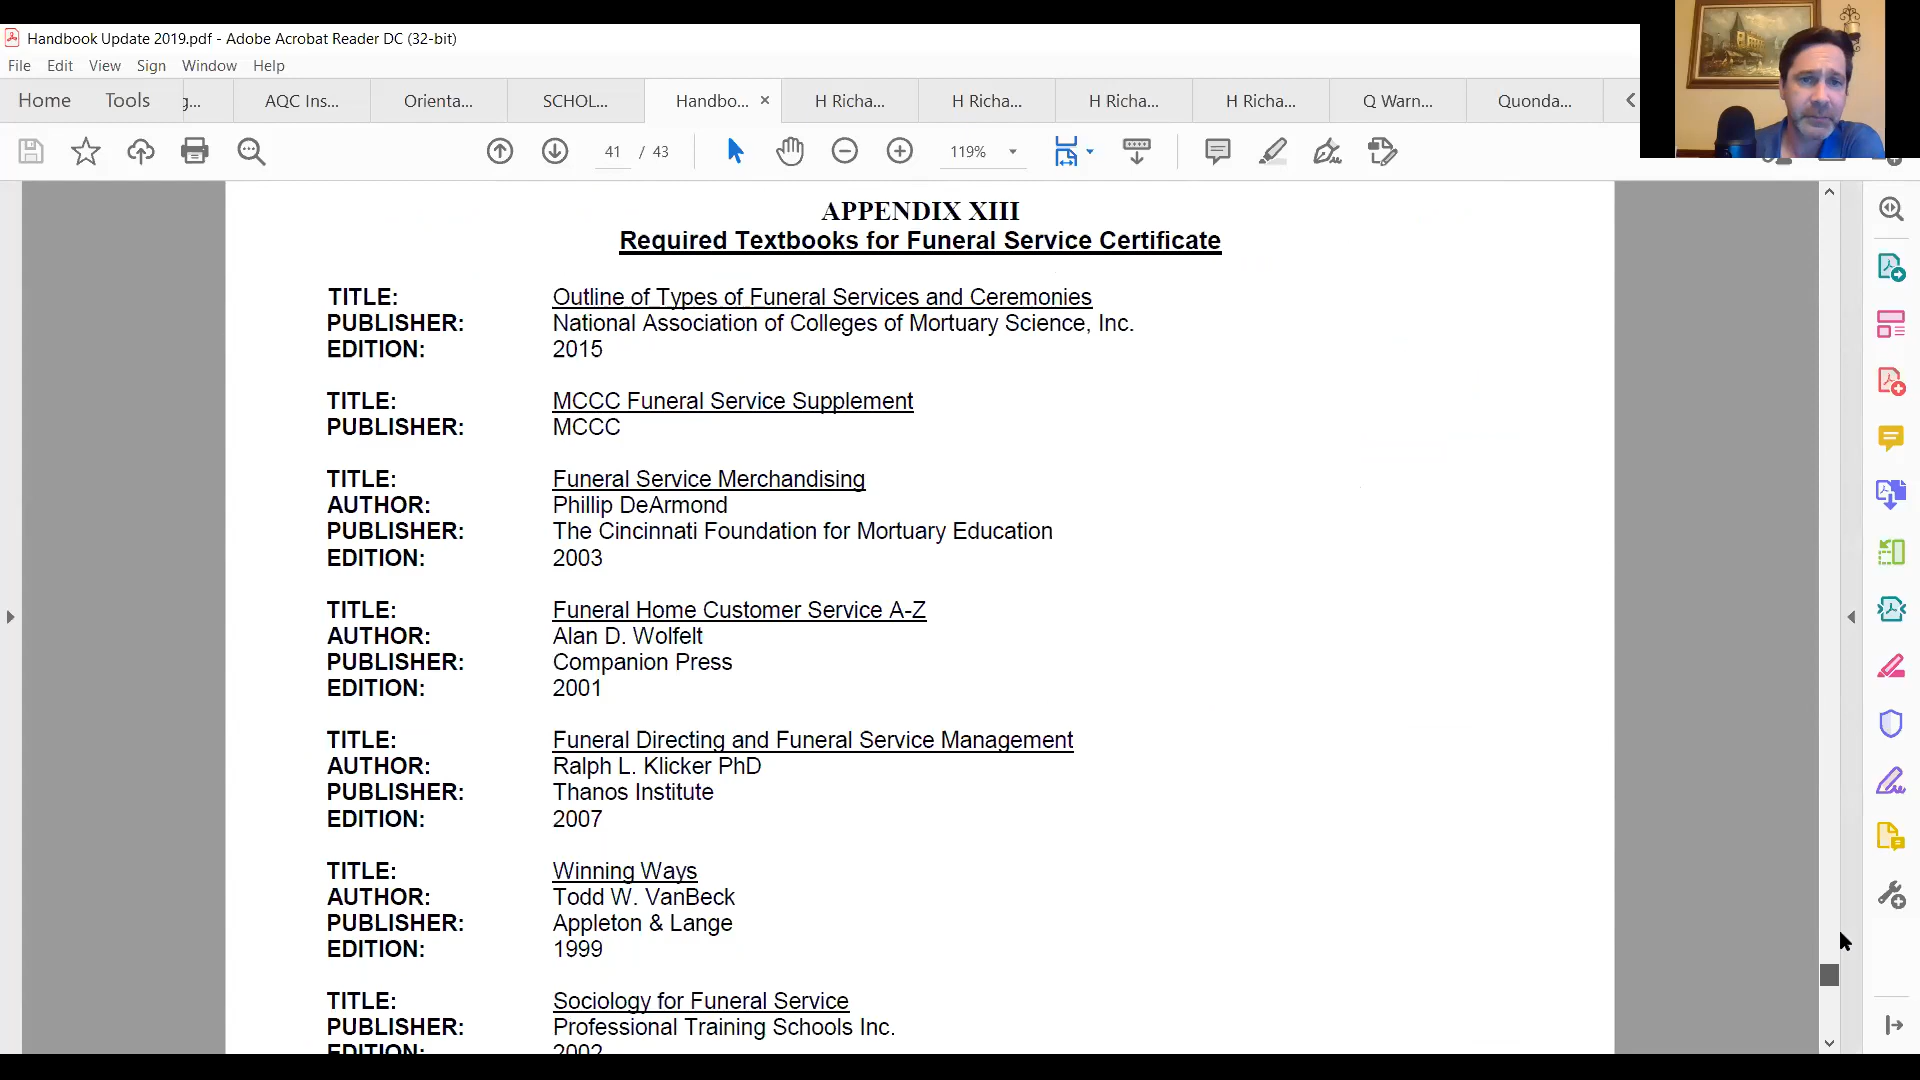 Handbook Update 2019.pdf - Adobe Acrobat Reader DC (32-bit)
File Edit View Sign Window Help
Home Tools g... AQC Ins... Orienta... SCHOL... Handbo... × H Richa... H Richa... H Richa... H Richa... Q Warn... Quonda...
41 / 43 119%
APPENDIX XIII
Required Textbooks for Funeral Service Certificate
TITLE: Outline of Types of Funeral Services and Ceremonies
PUBLISHER: National Association of Colleges of Mortuary Science, Inc.
EDITION: 2015
TITLE: MCCC Funeral Service Supplement
PUBLISHER: MCCC
TITLE: Funeral Service Merchandising
AUTHOR: Phillip DeArmond
PUBLISHER: The Cincinnati Foundation for Mortuary Education
EDITION: 2003
TITLE: Funeral Home Customer Service A-Z
AUTHOR: Alan D. Wolfelt
PUBLISHER: Companion Press
EDITION: 2001
TITLE: Funeral Directing and Funeral Service Management
AUTHOR: Ralph L. Klicker PhD
PUBLISHER: Thanos Institute
EDITION: 2007
TITLE: Winning Ways
AUTHOR: Todd W. VanBeck
PUBLISHER: Appleton & Lange
EDITION: 1999
TITLE: Sociology for Funeral Service
PUBLISHER: Professional Training Schools Inc.
EDITION: 2002